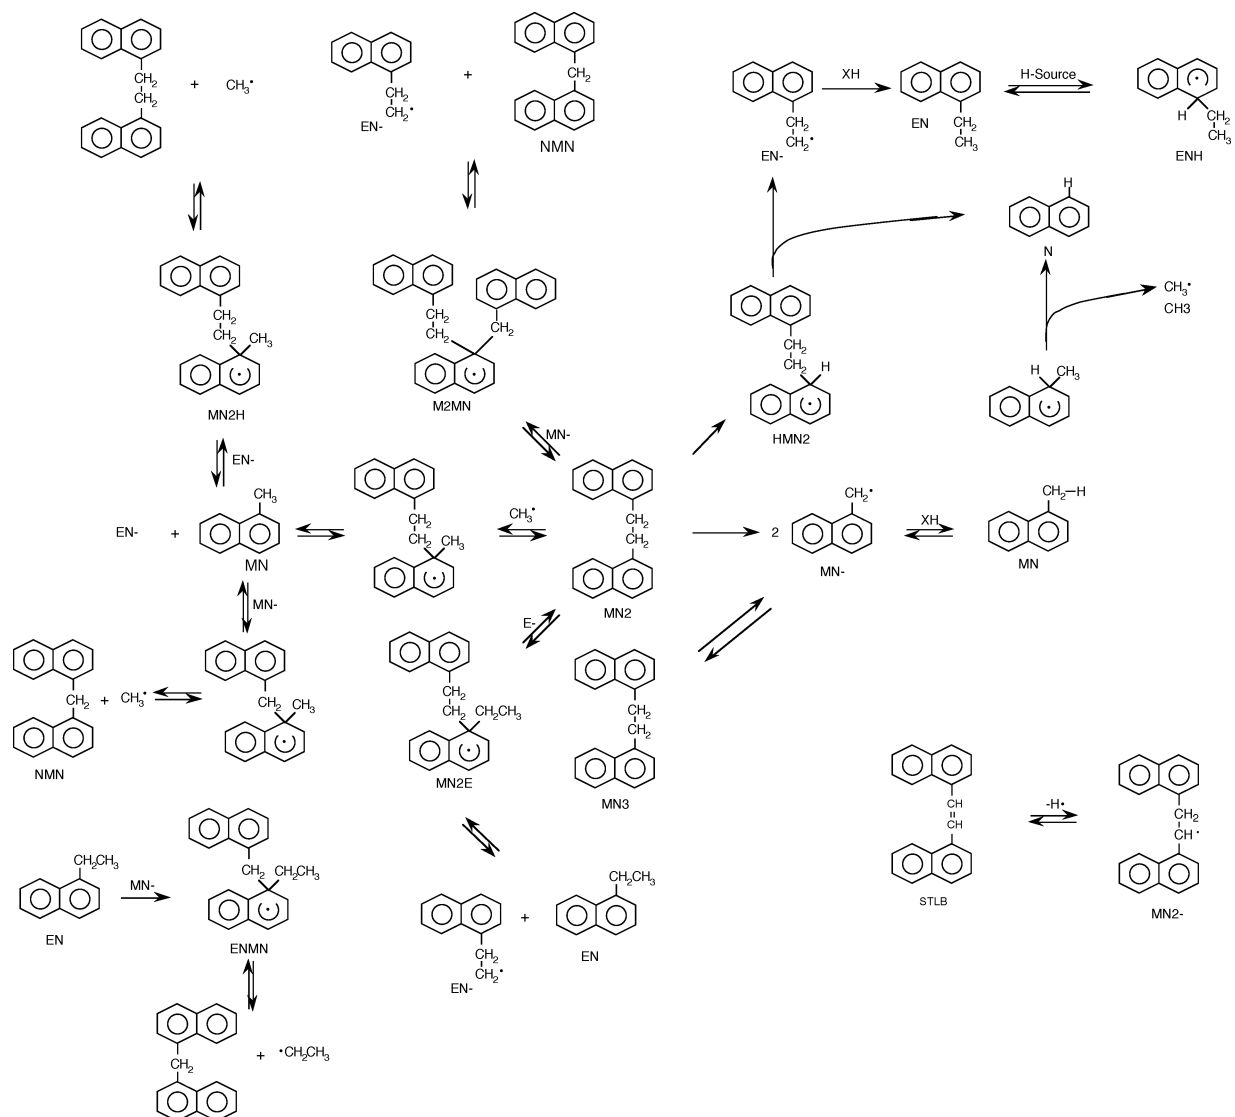 CH2
CH2
+
CH3•
CH2
CH2•
EN-
+
CH2
NMN
CH2
CH2•
EN-
XH
EN
CH2
CH3
H-Source
H
CH2
CH3
ENH
H
N
CH2
CH2
CH3
MN2H
CH2
CH2
CH2
M2MN
CH2
CH2
H
HMN2
CH3•
CH3
H
CH3
EN-
MN-
EN-
+
CH3
MN
CH2
CH2
CH3
CH3•
CH2
CH2
MN2
2
CH2•
MN-
XH
CH2–H
MN
MN-
E-
CH2
NMN
+
CH3•
CH2
CH3
CH2
CH2
CH2CH3
MN2E
CH2
CH2
MN3
CH2CH3
EN
MN-
CH2
CH2CH3
ENMN
CH2
CH2•
EN-
+
CH2CH3
EN
CH
CH
STLB
-H•
CH2
CH•
MN2-
CH2
+
•CH2CH3